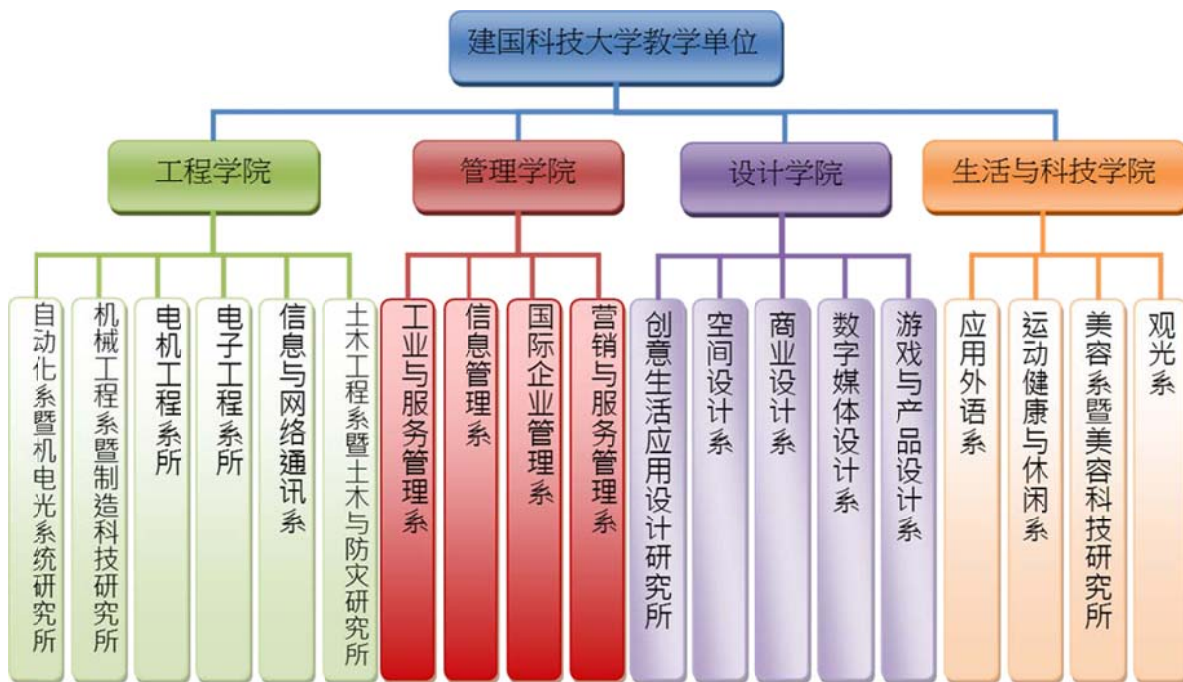 建国科技大学教学单位
工程学院
管理学院
设计学院
生活与科技学院
自动化系暨机电光系统研究所
机械工程系暨制造科技研究所
电机工程系所
电子工程系所
信息与网络通讯系
土木工程系暨土木与防灾研究所
工业与服务管理系
信息管理系
国际企业管理系
营销与服务管理系
创意生活应用设计研究所
空间设计系
商业设计系
数字媒体设计系
游戏与产品设计系
应用外语系
运动健康与休闲系
美容系暨美容科技研究所
观光系